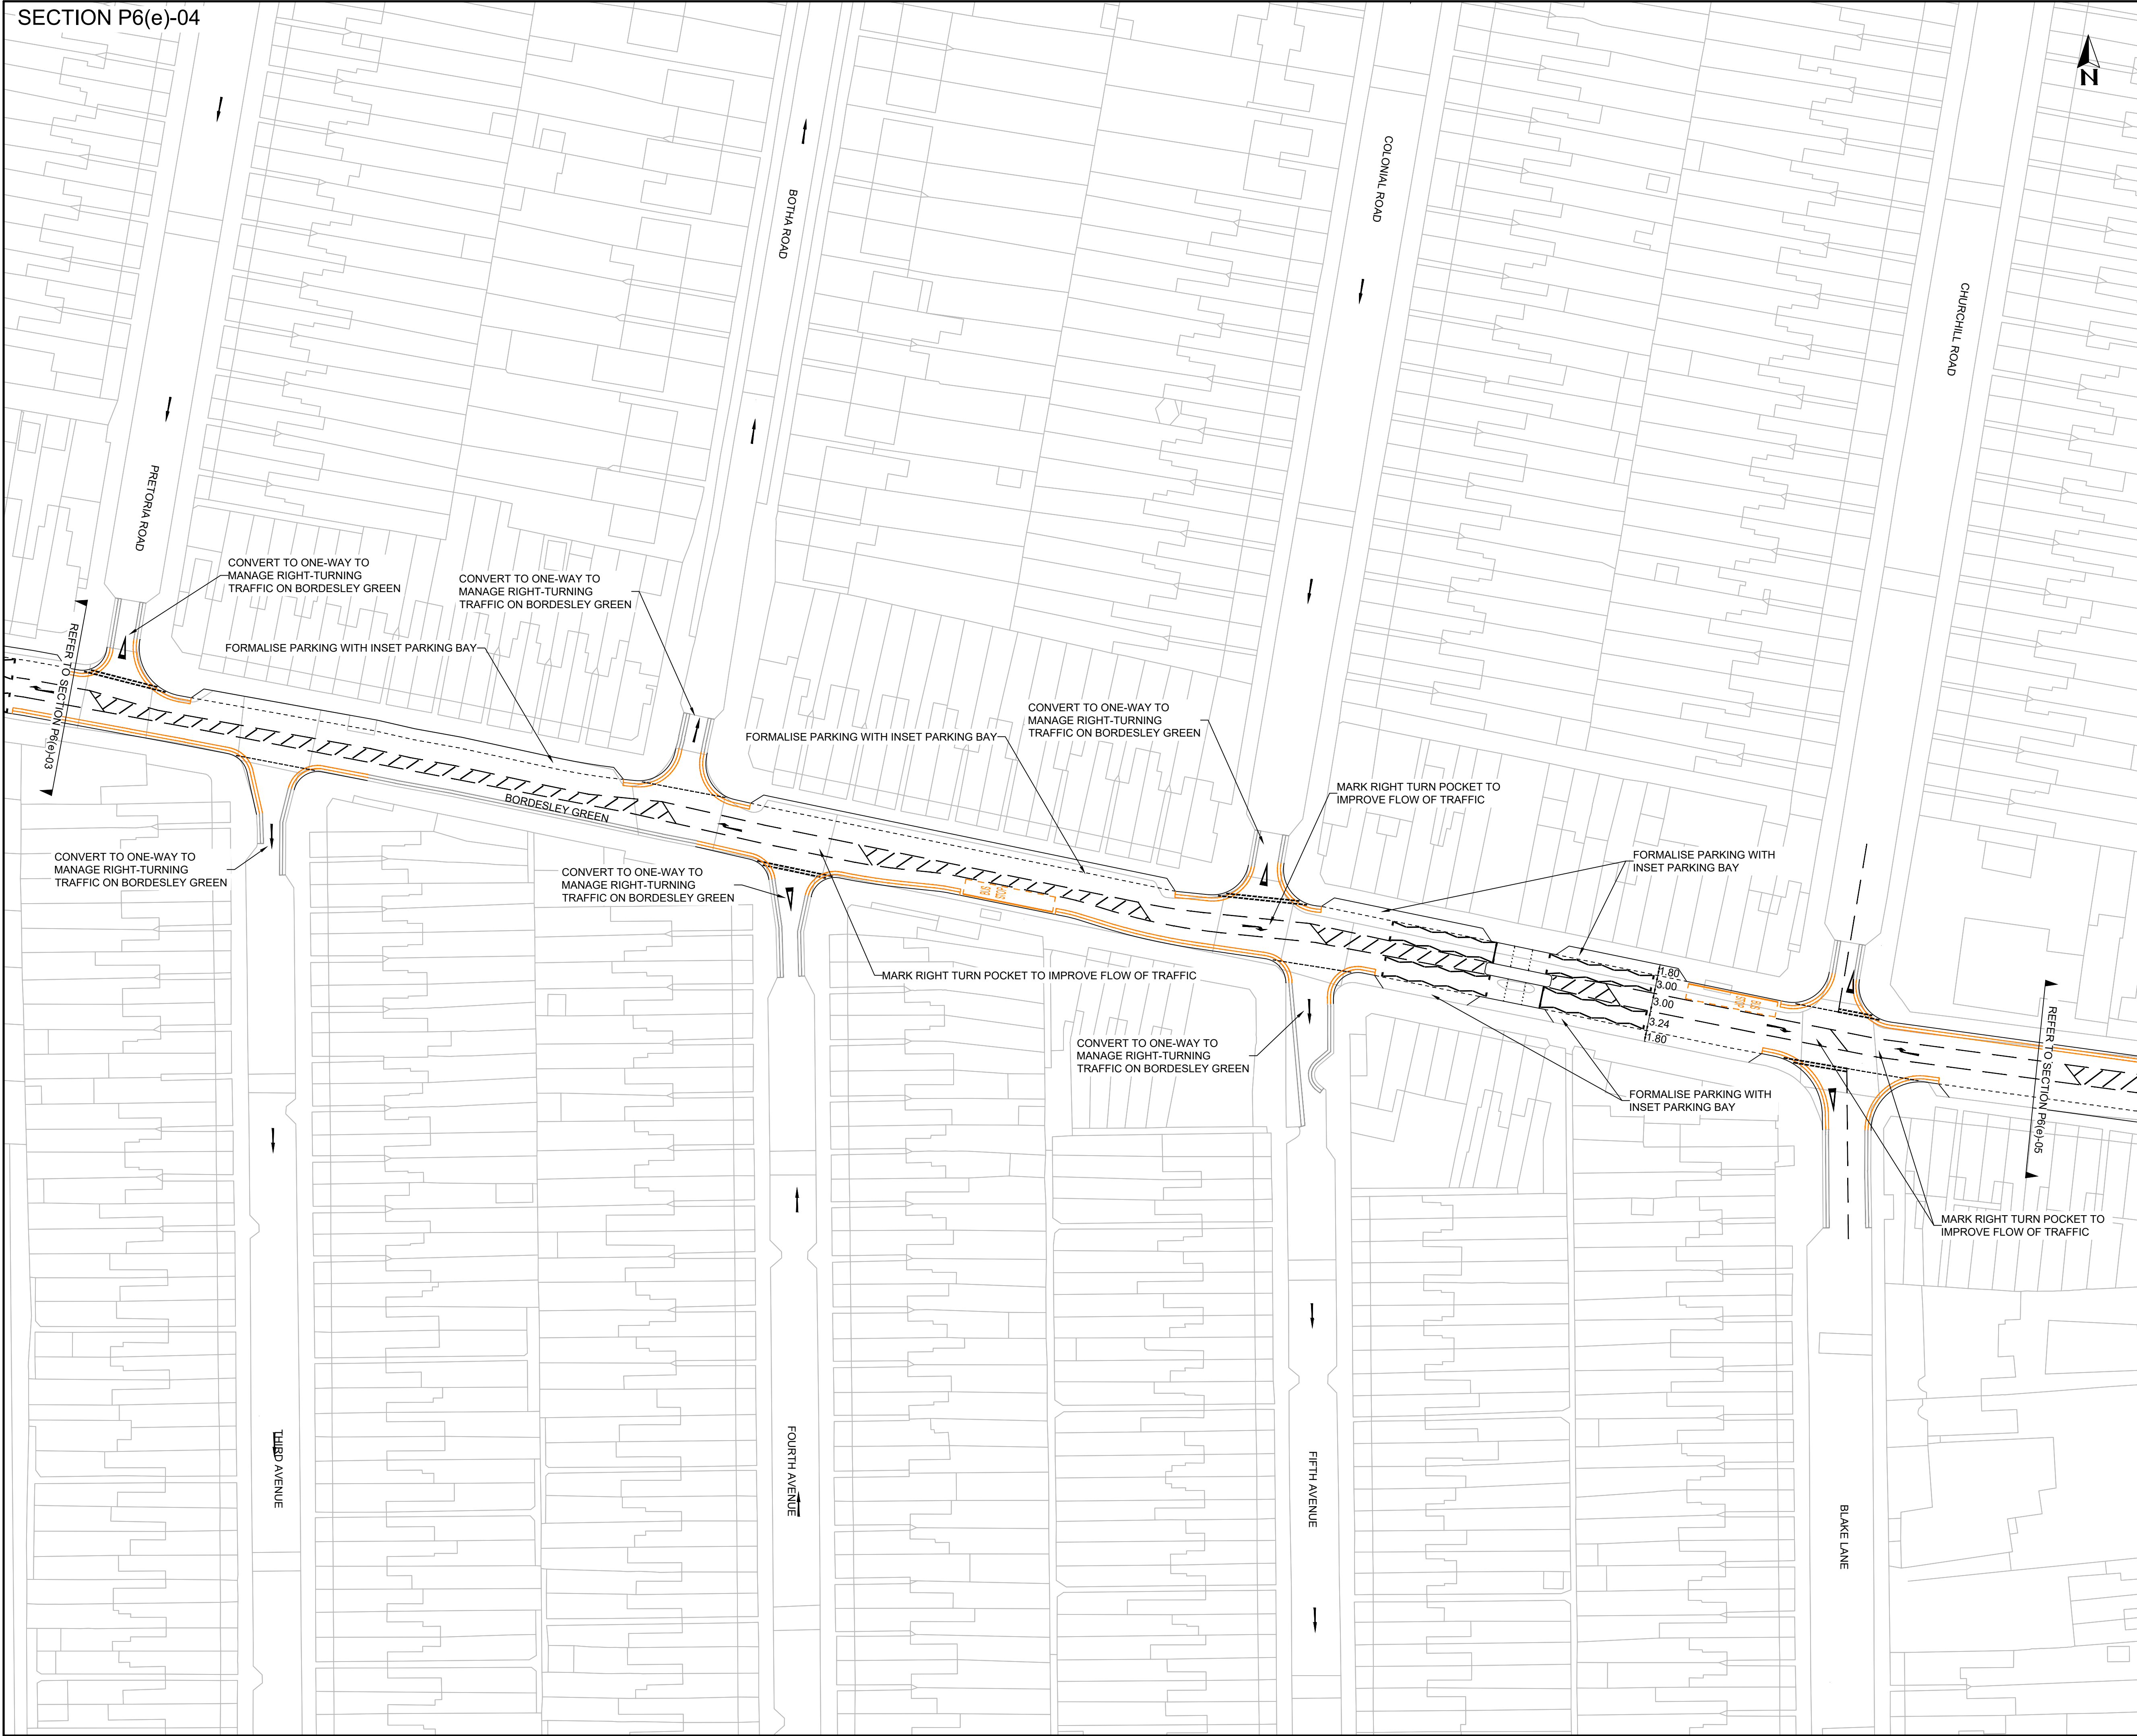 SECTION P6(e)-04
N
COLONIAL ROAD
BOTHA ROAD
CHURCHILL ROAD
PRETORIA ROAD
CONVERT TO ONE-WAY TO
MANAGE RIGHT-TURNING
TRAFFIC ON BORDESLEY GREEN
CONVERT TO ONE-WAY TO
MANAGE RIGHT-TURNING
TRAFFIC ON BORDESLEY GREEN
FORMALISE PARKING WITH INSET PARKING BAY
REFER TO SECTION P6(e)-03
CONVERT TO ONE-WAY TO
MANAGE RIGHT-TURNING
TRAFFIC ON BORDESLEY GREEN
FORMALISE PARKING WITH INSET PARKING BAY
MARK RIGHT TURN POCKET TO
IMPROVE FLOW OF TRAFFIC
BORDESLEY GREEN
CONVERT TO ONE-WAY TO
MANAGE RIGHT-TURNING
TRAFFIC ON BORDESLEY GREEN
CONVERT TO ONE-WAY TO
MANAGE RIGHT-TURNING
TRAFFIC ON BORDESLEY GREEN
FORMALISE PARKING WITH
INSET PARKING BAY
BUS
STOP
MARK RIGHT TURN POCKET TO IMPROVE FLOW OF TRAFFIC
1.80
3.00
3.00
3.24
1.80
BUS
STOP
CONVERT TO ONE-WAY TO
MANAGE RIGHT-TURNING
TRAFFIC ON BORDESLEY GREEN
REFER TO SECTION P6(e)-05
FORMALISE PARKING WITH
INSET PARKING BAY
MARK RIGHT TURN POCKET TO
IMPROVE FLOW OF TRAFFIC
THIRD AVENUE
FOURTH AVENUE
FIFTH AVENUE
BLAKE LANE